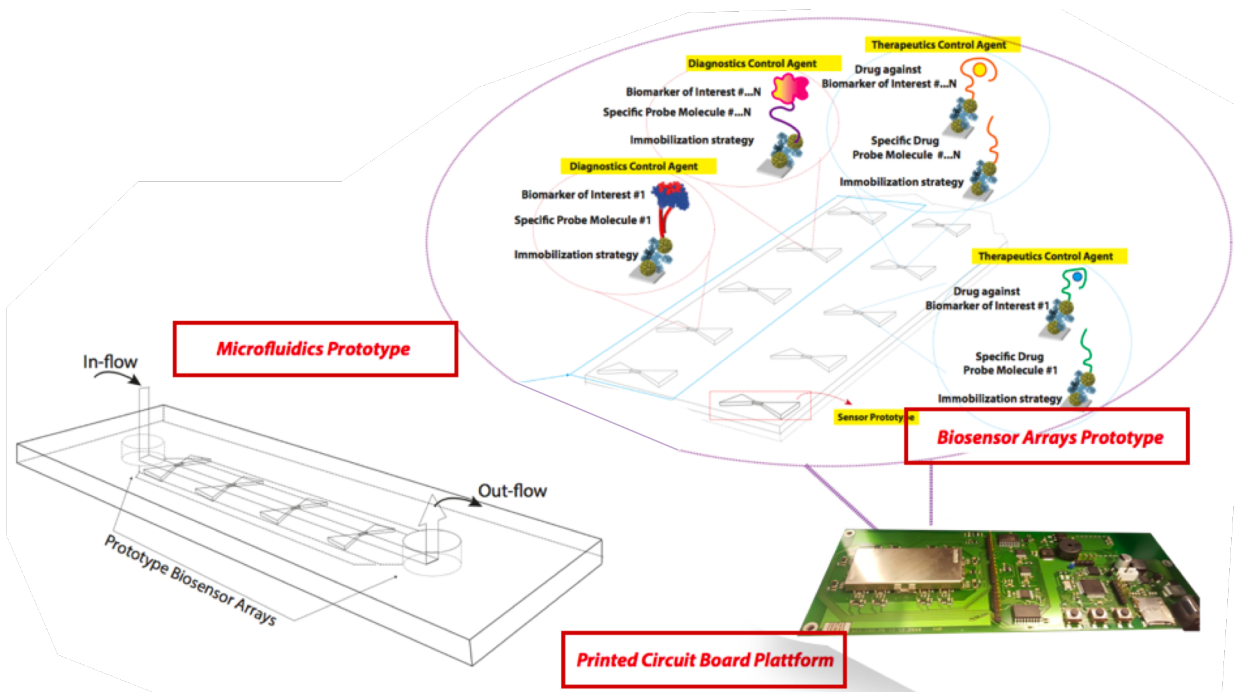 Therapeutics Control Agent
Drug against
Biomarker of Interest #...N
Specific Drug
Probe Molecule #...N
Immobilization strategy
Diagnostics Control Agent
Biomarker of Interest #...N
Specific Probe Molecule #...N
Immobilization strategy
Diagnostics Control Agent
Biomarker of Interest #1
Specific Probe Molecule #1
Immobilization strategy
Therapeutics Control Agent
Drug against
Biomarker of Interest #1
Specific Drug
Probe Molecule #1
Immobilization strategy
Sensor Prototype
Biosensor Arrays Prototype
Microfluidics Prototype
In-flow
Out-flow
Prototype Biosensor Arrays
Printed Circuit Board Plattform